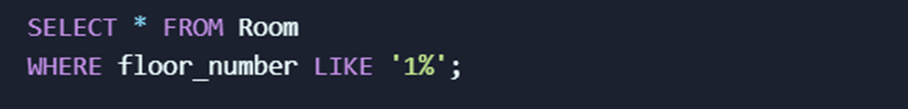 SELECT * FROM Room
WHERE floor_number LIKE '1%';